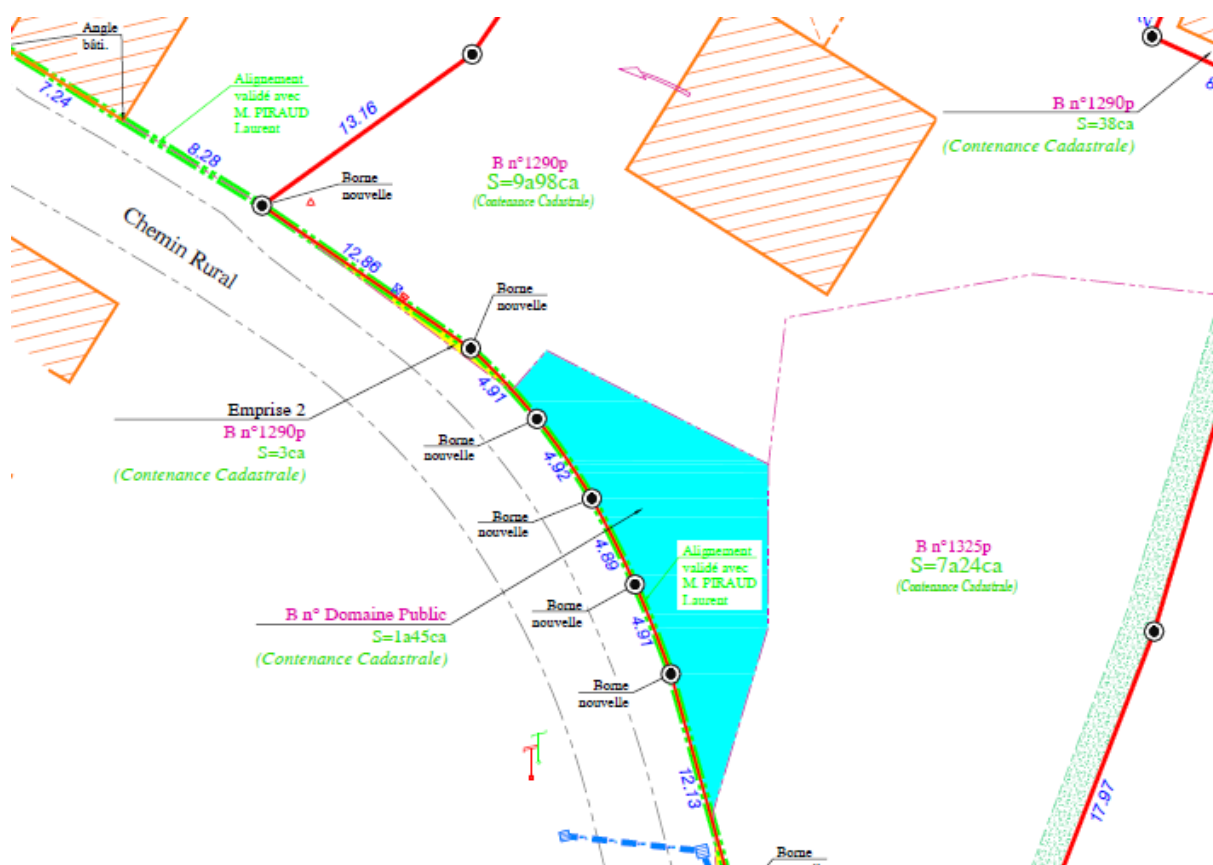 Angle
bâti.
7.24
Alignement
validé avec
M. PIRAUD
Laurent
8.28
13.16
B n°1290p
S=38ca
(Contenance Cadastrale)
B n°1290p
S=9a98ca
(Contenance Cadastrale)
Borne
nouvelle
Chemin Rural
12.86
Borne
nouvelle
4.91
Emprise 2
B n°1290p
S=3ca
(Contenance Cadastrale)
Borne
nouvelle
4.92
Borne
nouvelle
4.89
Alignement
validé avec
M. PIRAUD
Laurent
B n°1325p
S=7a24ca
(Contenance Cadastrale)
Borne
nouvelle
4.91
B n° Domaine Public
S=1a45ca
(Contenance Cadastrale)
Borne
nouvelle
12.13
17.97
Borne